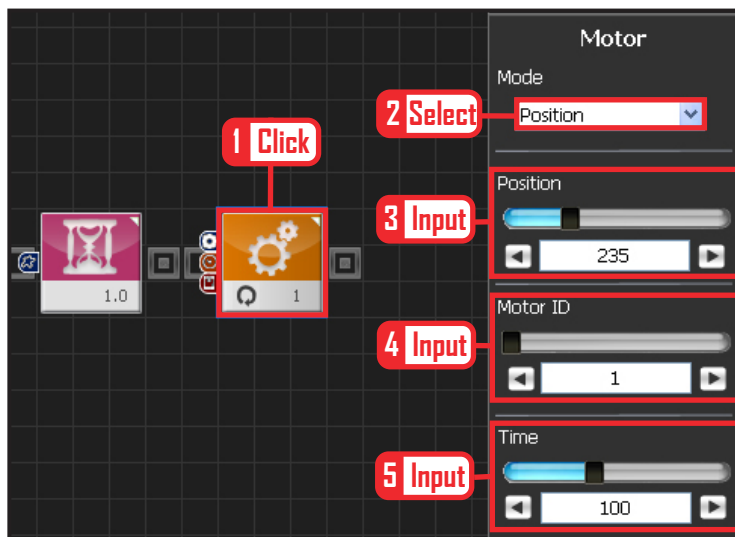 Motor
Mode
2 Select
Position
1 Click
Position
3 Input
235
1.0
1
Motor ID
4 Input
1
Time
5 Input
100